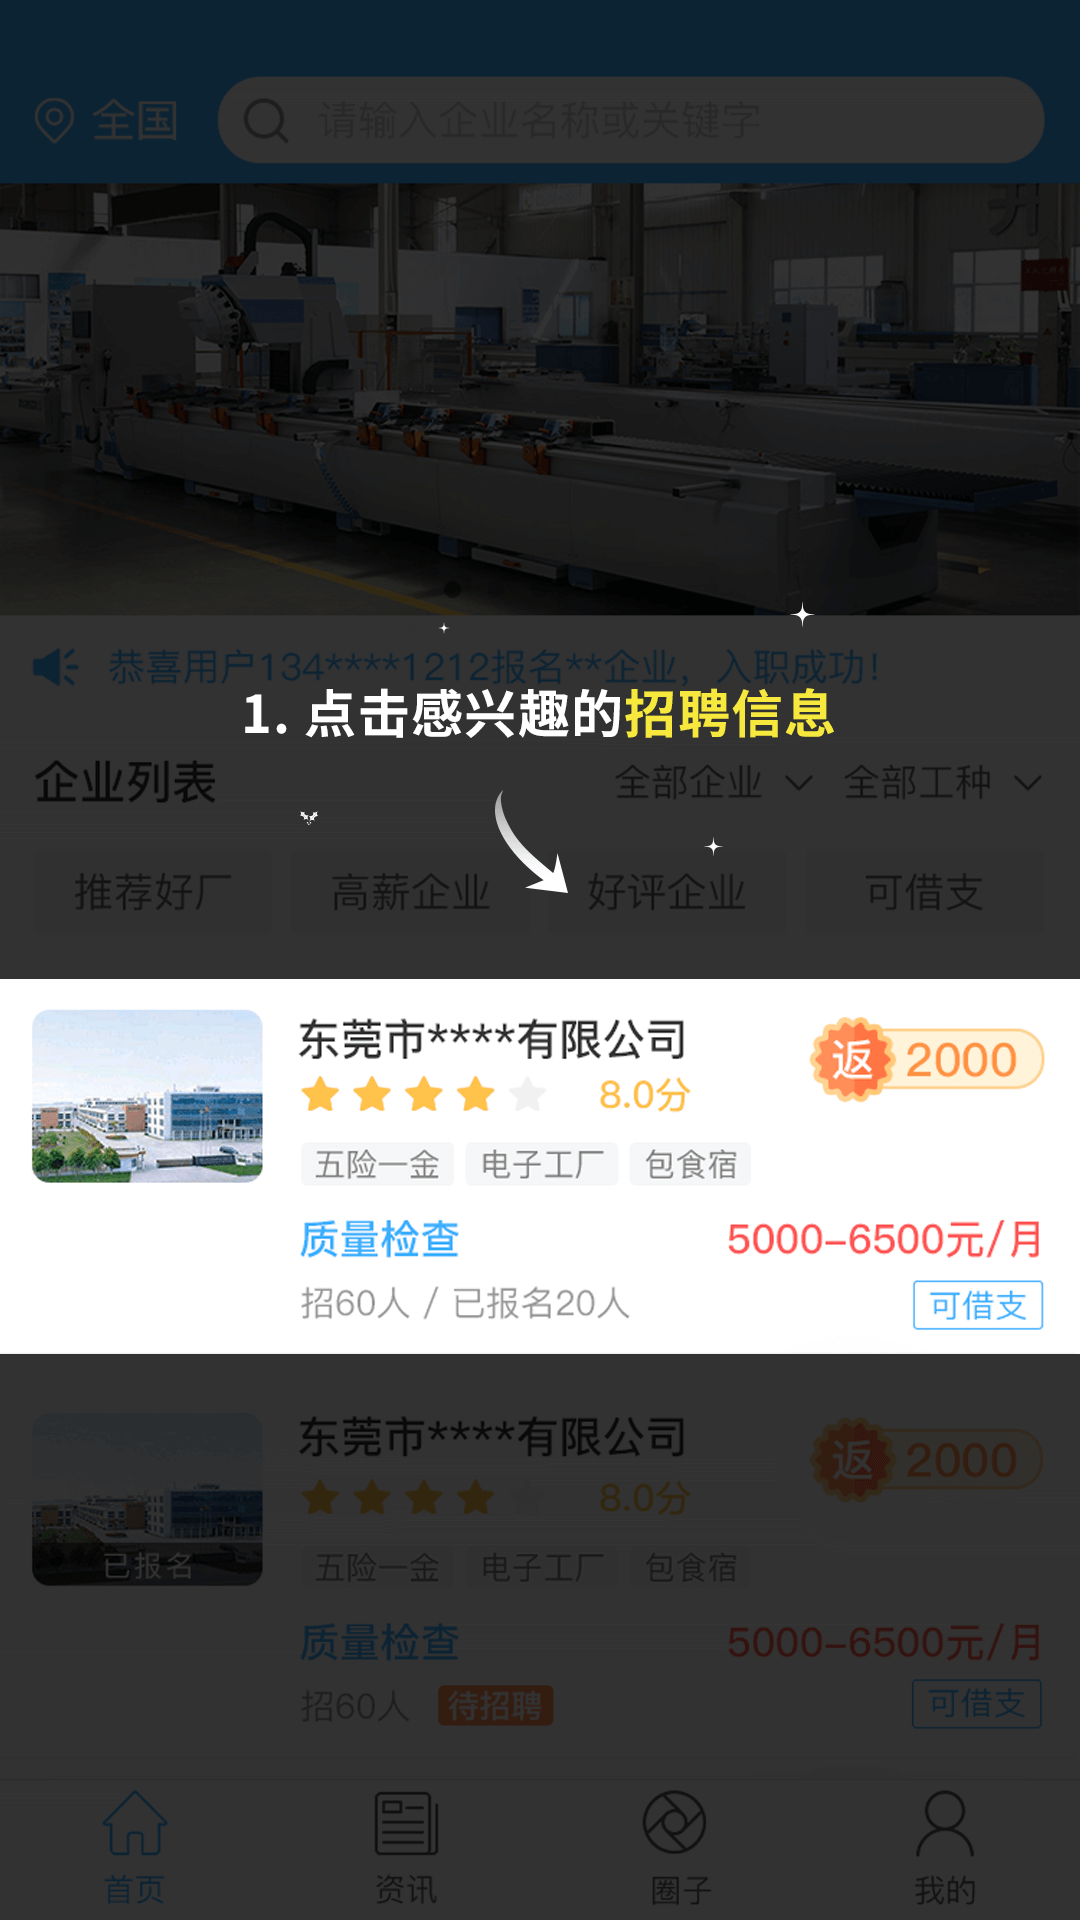 全国
请输入企业名称或关键字
恭喜用户134****1212报名**企业，入职成功！
1. 点击感兴趣的招聘信息
企业列表 全部企业 全部工种
推荐好厂 高薪企业 好评企业 可借支
东莞市****有限公司
返 2000
8.0分
五险一金 电子工厂 包食宿
质量检查 5000-6500元/月
招60人 / 已报名20人 可借支
东莞市****有限公司
返 2000
8.0分
已报名
五险一金 电子工厂 包食宿
质量检查 5000-6500元/月
招60人 待招聘 可借支
首页 资讯 圈子 我的